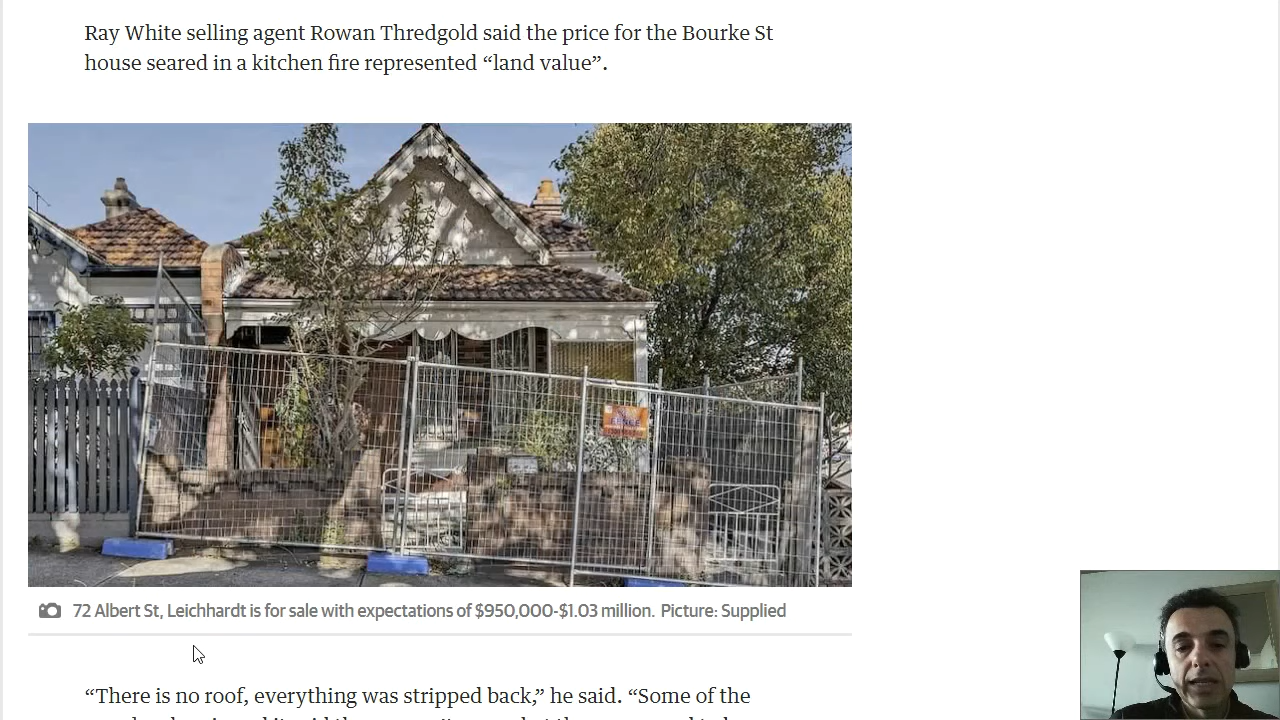 Ray White selling agent Rowan Thredgold said the price for the Bourke St
house seared in a kitchen fire represented “land value”.
72 Albert St, Leichhardt is for sale with expectations of $950,000-$1.03 million. Picture: Supplied
“There is no roof, everything was stripped back,” he said. “Some of the